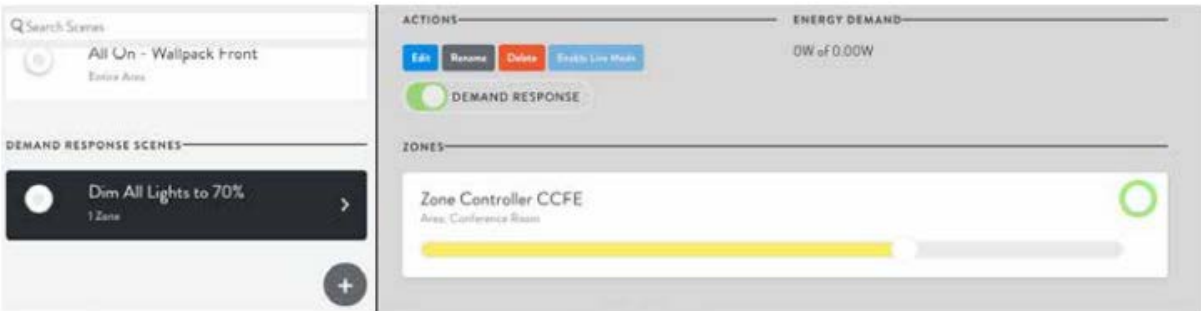 Search Scenes
All On - Wallpack Front
Entire Area
DEMAND RESPONSE SCENES
Dim All Lights to 70%
1 Zone
+
ACTIONS
Edit Rename Delete Enable Live Mode
DEMAND RESPONSE
ENERGY DEMAND
0W of 0.00W
ZONES
Zone Controller CCFE
Area: Conference Room